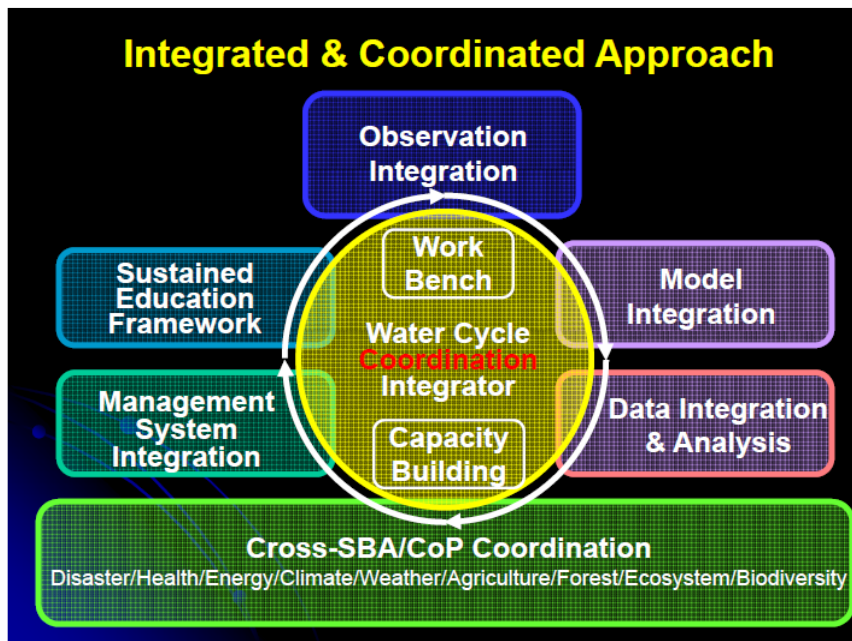 Integrated & Coordinated Approach
Observation
Integration
Work
Bench
Sustained
Education
Framework
Model
Integration
Water Cycle
Coordination
Integrator
Management
System
Integration
Data Integration
& Analysis
Capacity
Building
Cross-SBA/CoP Coordination
Disaster/Health/Energy/Climate/Weather/Agriculture/Forest/Ecosystem/Biodiversity